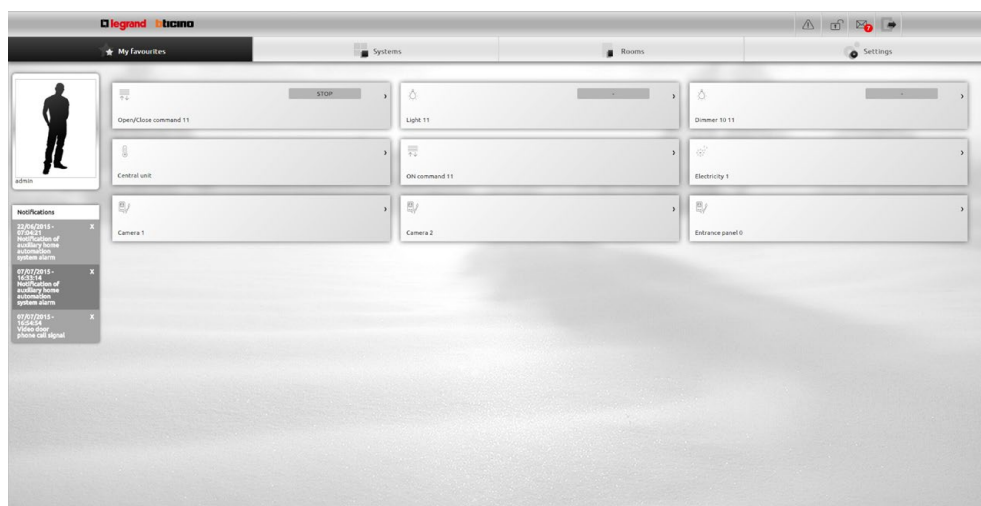 legrand bticino
?
My favourites
Systems
Rooms
Settings
admin
Notifications
22/06/2015 - X
07:04:21
Notification of
auxiliary home
automation
system alarm
07/07/2015 - X
16:33:14
Notification of
auxiliary home
automation
system alarm
07/07/2015 - X
16:54:34
Video door
phone call signal
STOP
Open/Close command 11
-
Light 11
-
Dimmer 10 11
Central unit
ON command 11
Electricity 1
Camera 1
Camera 2
Entrance panel 0